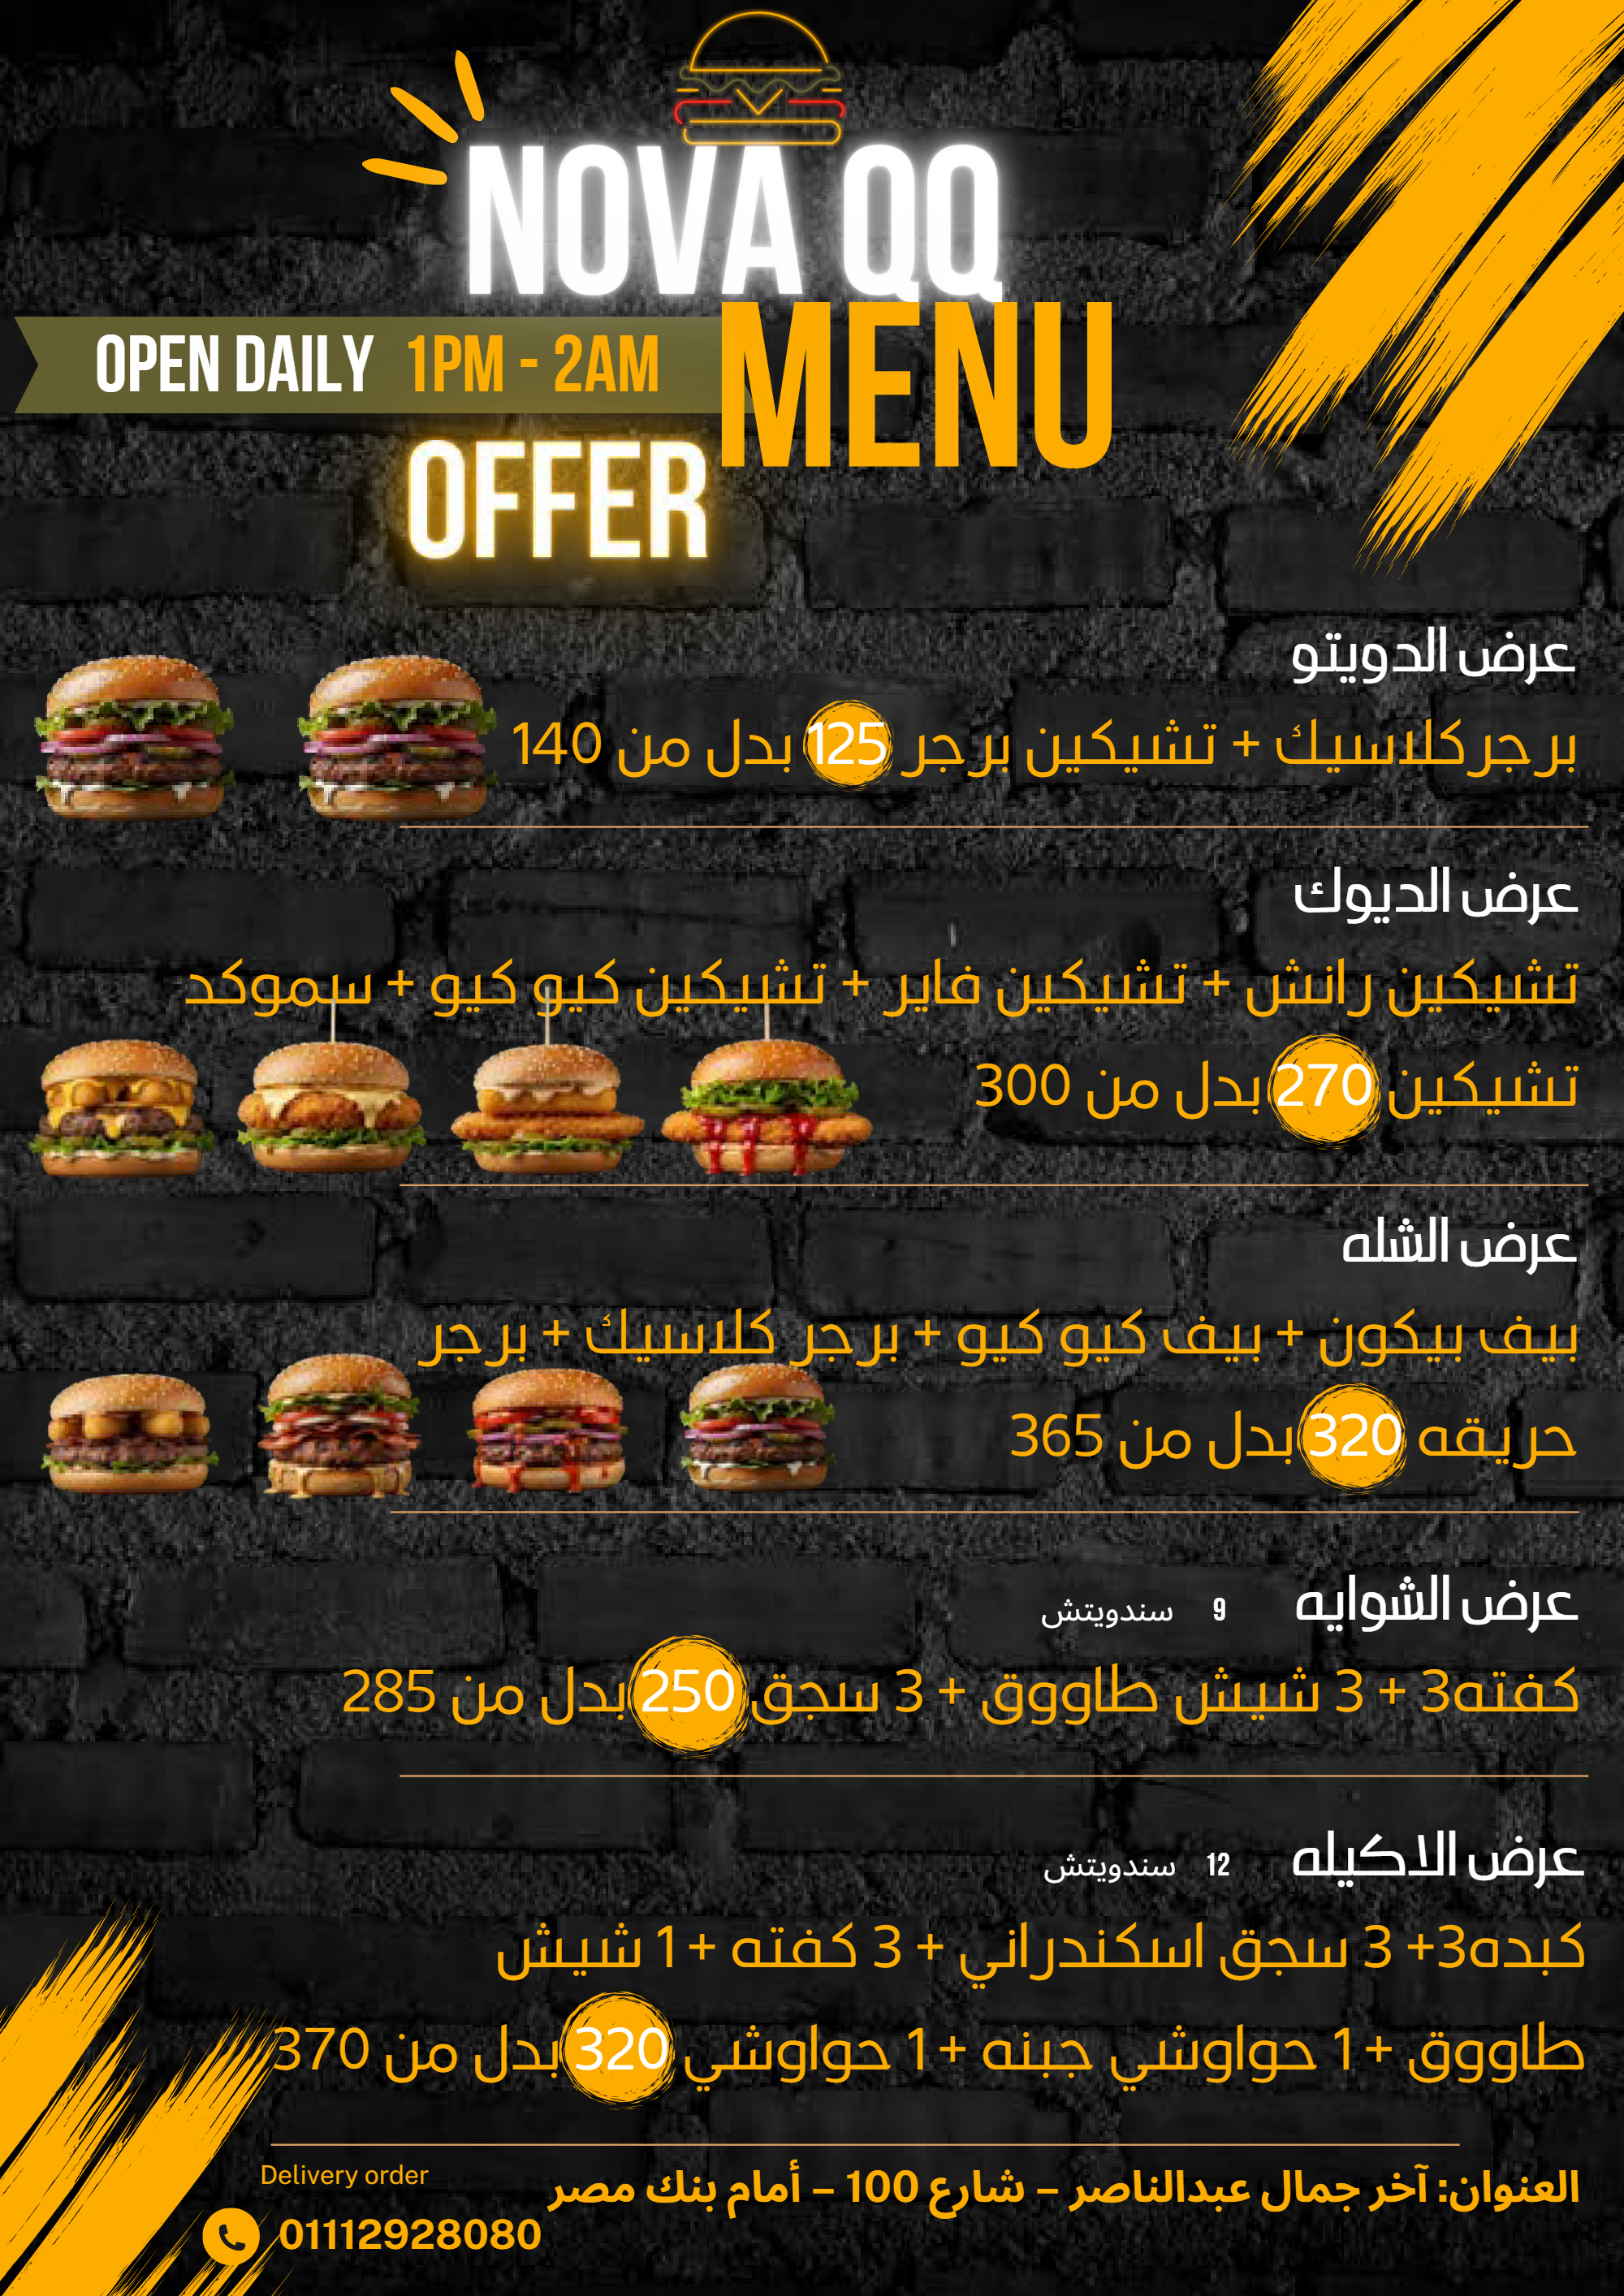 NOVA QQ
MENU
OPEN DAILY 1PM - 2AM
OFFER
عرض الدويتو
برجركلاسيك + تشيكين برجر 125 بدل من 140
عرض الديوك
تشيكين رانش + تشيكين فاير + تشيكين كيو كيو + سموكد
تشيكين 270 بدل من 300
عرض الشله
بيف بيكون + بيف كيو كيو + برجر كلاسيك + برجر
حريقه 320 بدل من 365
عرض الشوايه 9 سندويتش
كفته3 + 3 شيش طاووق + 3 سجق 250 بدل من 285
عرض الاكيله 12 سندويتش
كبده3+ 3 سجق اسكندراني + 3 كفته +1 شيش
طاووق +1 حواوشي جبنه +1 حواوشي 320 بدل من 370
العنوان: آخر جمال عبدالناصر – شارع 100 – أمام بنك مصر
Delivery order
01112928080